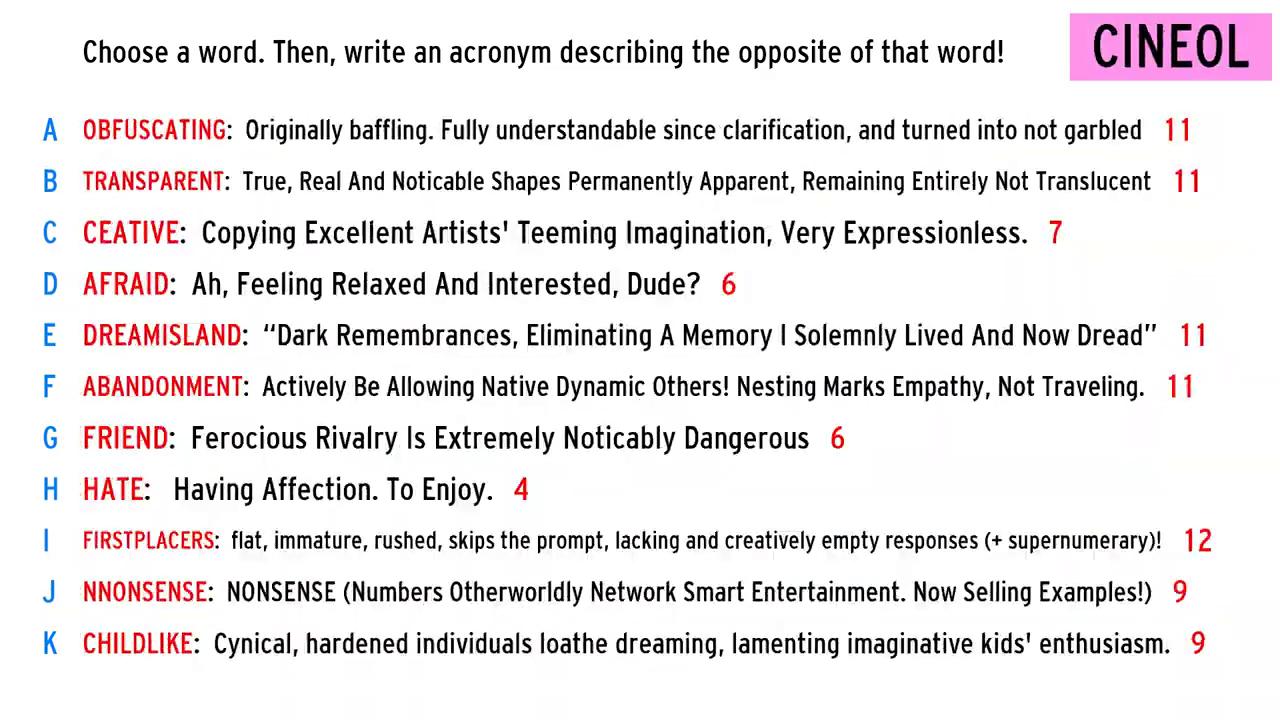 Choose a word. Then, write an acronym describing the opposite of that word!
CINEOL
A OBFUSCATING: Originally baffling. Fully understandable since clarification, and turned into not garbled 11
B TRANSPARENT: True, Real And Noticable Shapes Permanently Apparent, Remaining Entirely Not Translucent 11
C CEATIVE: Copying Excellent Artists' Teeming Imagination, Very Expressionless. 7
D AFRAID: Ah, Feeling Relaxed And Interested, Dude? 6
E DREAMISLAND: “Dark Remembrances, Eliminating A Memory I Solemnly Lived And Now Dread” 11
F ABANDONMENT: Actively Be Allowing Native Dynamic Others! Nesting Marks Empathy, Not Traveling. 11
G FRIEND: Ferocious Rivalry Is Extremely Noticably Dangerous 6
H HATE: Having Affection. To Enjoy. 4
I FIRSTPLACERS: flat, immature, rushed, skips the prompt, lacking and creatively empty responses (+ supernumerary)! 12
J NNONSENSE: NONSENSE (Numbers Otherworldly Network Smart Entertainment. Now Selling Examples!) 9
K CHILDLIKE: Cynical, hardened individuals loathe dreaming, lamenting imaginative kids' enthusiasm. 9